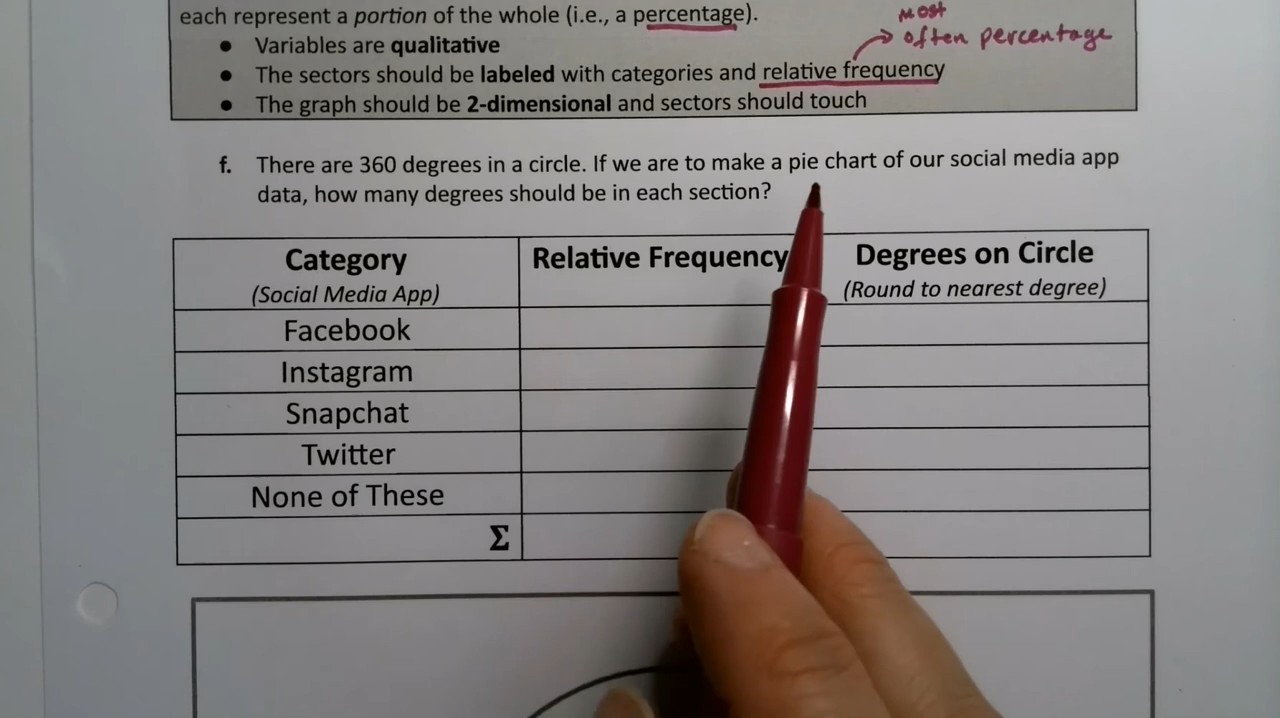 each represent a portion of the whole (i.e., a percentage).
most
often percentage
● Variables are qualitative
● The sectors should be labeled with categories and relative frequency
● The graph should be 2-dimensional and sectors should touch
f. There are 360 degrees in a circle. If we are to make a pie chart of our social media app
data, how many degrees should be in each section?
Category Relative Frequency Degrees on Circle
(Social Media App) (Round to nearest degree)
Facebook
Instagram
Snapchat
Twitter
None of These
Σ